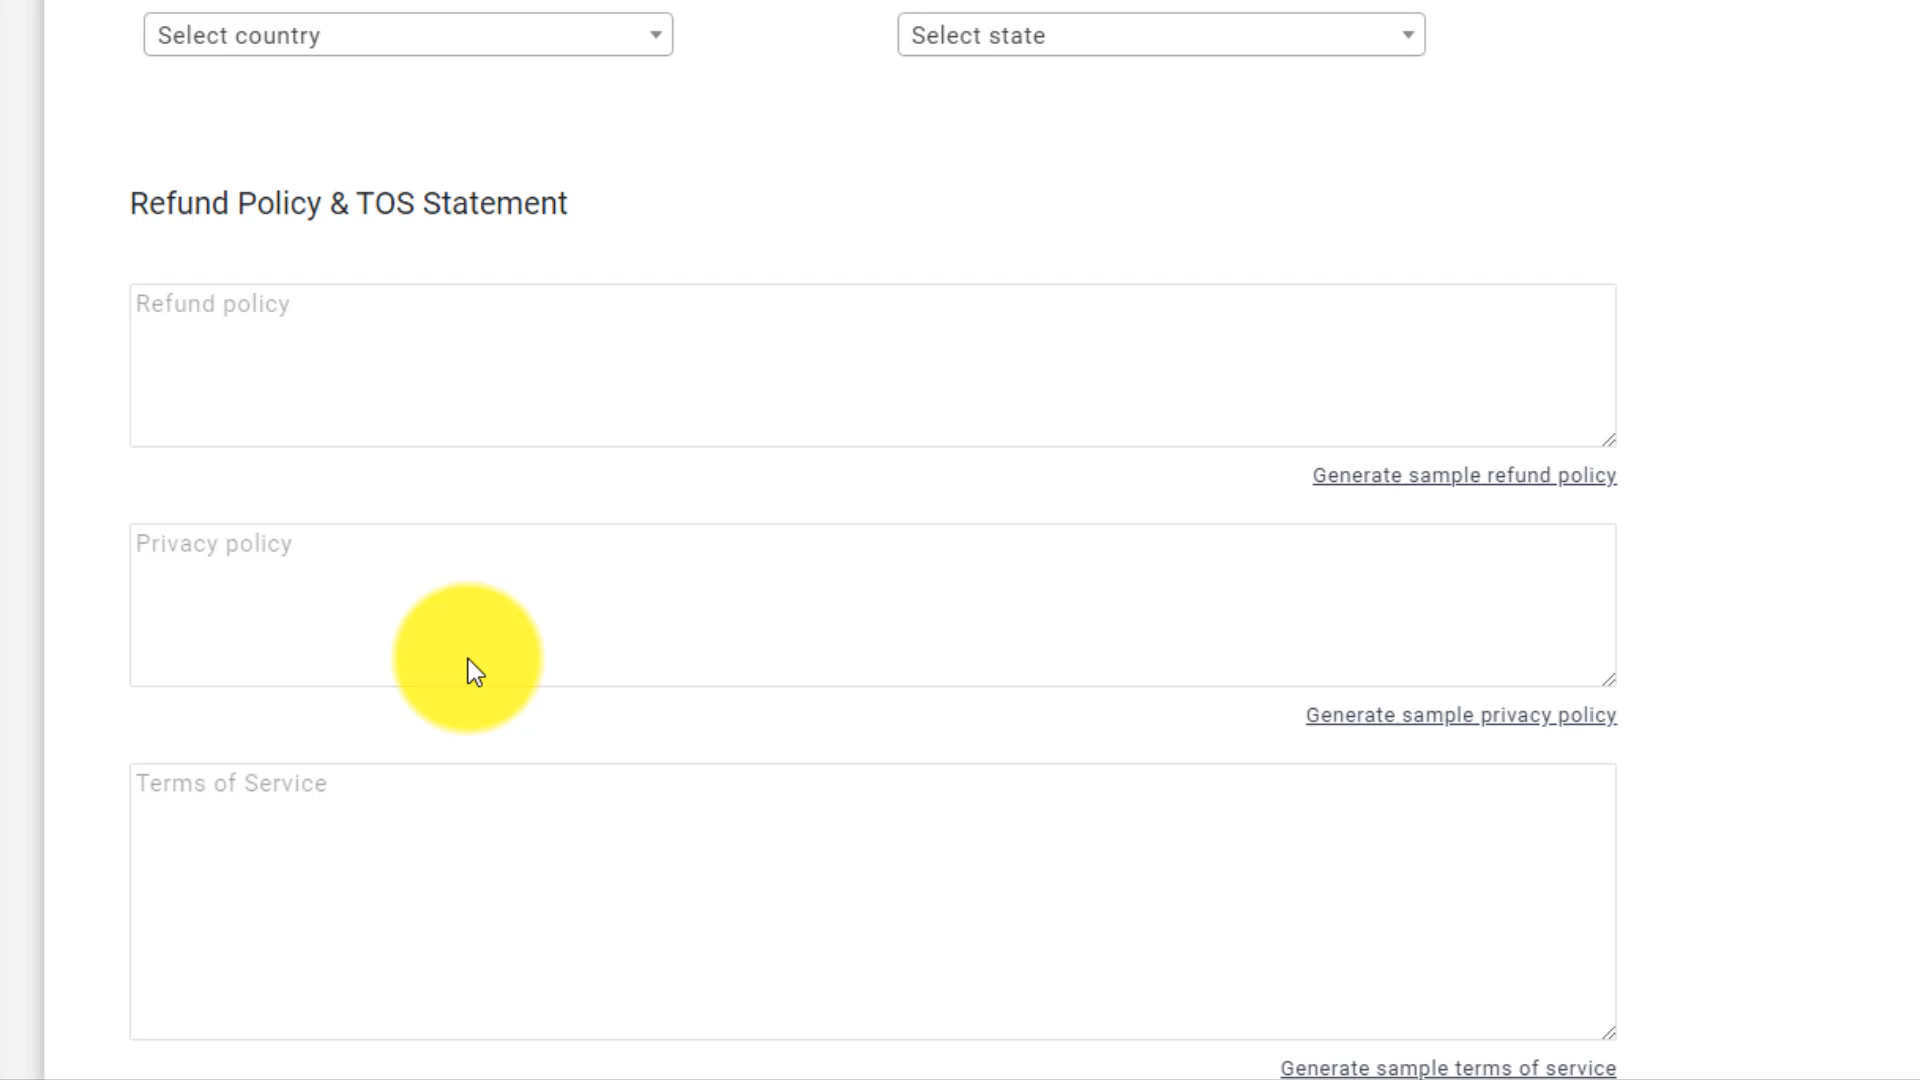 Select country
Select state
Refund Policy & TOS Statement
Refund policy
Generate sample refund policy
Privacy policy
Generate sample privacy policy
Terms of Service
Generate sample terms of service